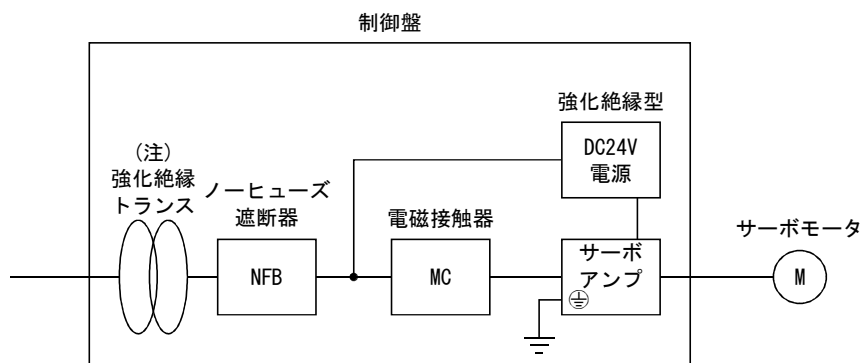 制御盤
強化絶縁型
DC24V
電源
(注)
強化絶縁
トランス
ノーヒューズ
遮断器
NFB
電磁接触器
MC
サーボ
アンプ
サーボモータ
M